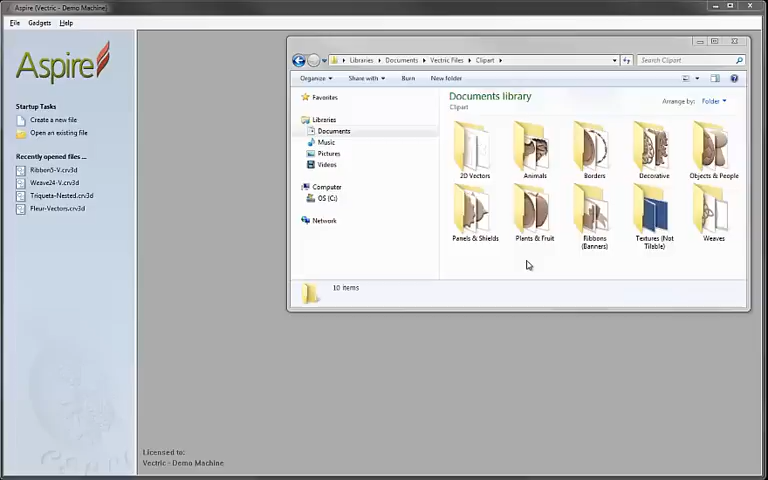 Aspire (Vectric - Demo Machine)
File Gadgets Help
Aspire
Startup Tasks
Create a new file
Open an existing file
Recently opened files ...
Ribbon5-V.crv3d
Weave24-V.crv3d
Triqueta-Nested.crv3d
Fleur-Vectors.crv3d
Libraries Documents Vectric Files Clipart
Search Clipart
Organize Share with Burn New folder
Favorites
Libraries
Documents
Music
Pictures
Videos
Computer
OS (C:)
Network
Documents library
Clipart
Arrange by: Folder
2D Vectors Animals Borders Decorative Objects & People
Panels & Shields Plants & Fruit Ribbons (Banners) Textures (Not Tilable) Weaves
10 items
Licensed to:
Vectric - Demo Machine